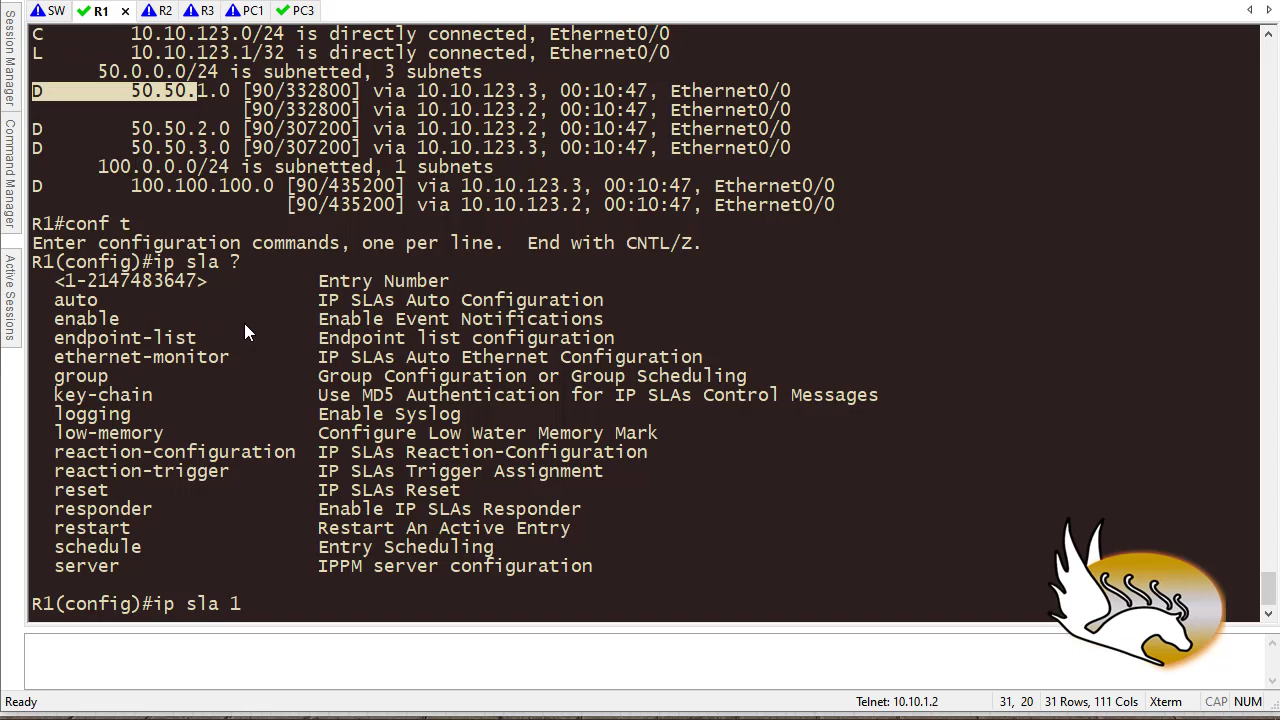 SW R1 × R2 R3 PC1 PC3
Session Manager
Command Manager
Active Sessions
C 10.10.123.0/24 is directly connected, Ethernet0/0
L 10.10.123.1/32 is directly connected, Ethernet0/0
50.0.0.0/24 is subnetted, 3 subnets
D 50.50.1.0 [90/332800] via 10.10.123.3, 00:10:47, Ethernet0/0
[90/332800] via 10.10.123.2, 00:10:47, Ethernet0/0
D 50.50.2.0 [90/307200] via 10.10.123.2, 00:10:47, Ethernet0/0
D 50.50.3.0 [90/307200] via 10.10.123.3, 00:10:47, Ethernet0/0
100.0.0.0/24 is subnetted, 1 subnets
D 100.100.100.0 [90/435200] via 10.10.123.3, 00:10:47, Ethernet0/0
[90/435200] via 10.10.123.2, 00:10:47, Ethernet0/0
R1#conf t
Enter configuration commands, one per line. End with CNTL/Z.
R1(config)#ip sla ?
<1-2147483647> Entry Number
auto IP SLAs Auto Configuration
enable Enable Event Notifications
endpoint-list Endpoint list configuration
ethernet-monitor IP SLAs Auto Ethernet Configuration
group Group Configuration or Group Scheduling
key-chain Use MD5 Authentication for IP SLAs Control Messages
logging Enable Syslog
low-memory Configure Low Water Memory Mark
reaction-configuration IP SLAs Reaction-Configuration
reaction-trigger IP SLAs Trigger Assignment
reset IP SLAs Reset
responder Enable IP SLAs Responder
restart Restart An Active Entry
schedule Entry Scheduling
server IPPM server configuration
R1(config)#ip sla 1
Ready Telnet: 10.10.1.2 31, 20 31 Rows, 111 Cols Xterm CAP NUM